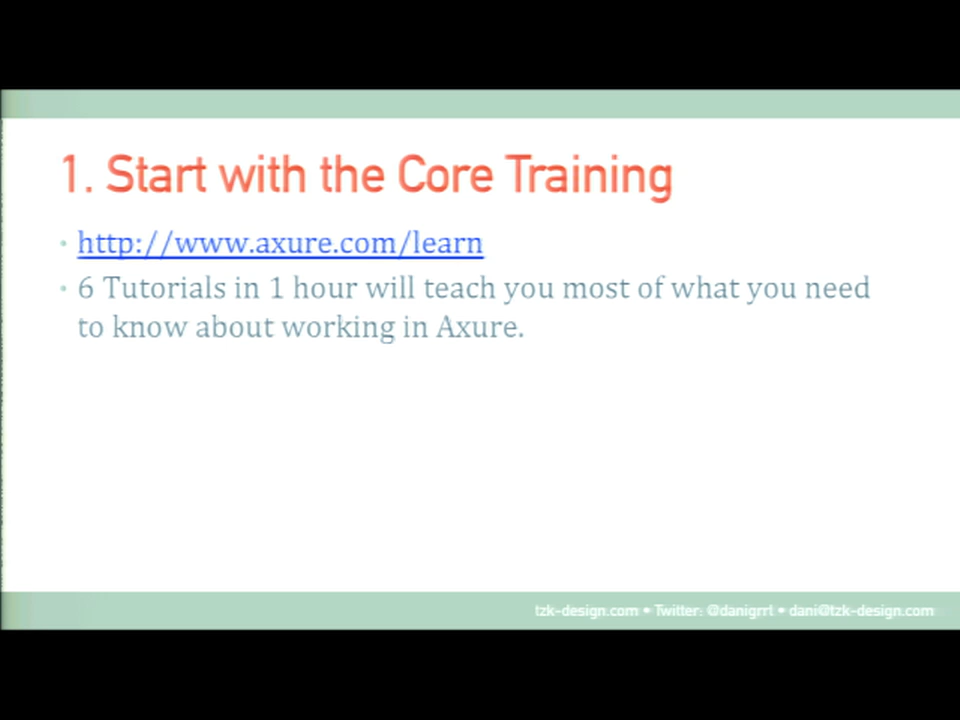 1. Start with the Core Training
• http://www.axure.com/learn
• 6 Tutorials in 1 hour will teach you most of what you need
to know about working in Axure.
tzk-design.com • Twitter: @danigrrl • dani@tzk-design.com